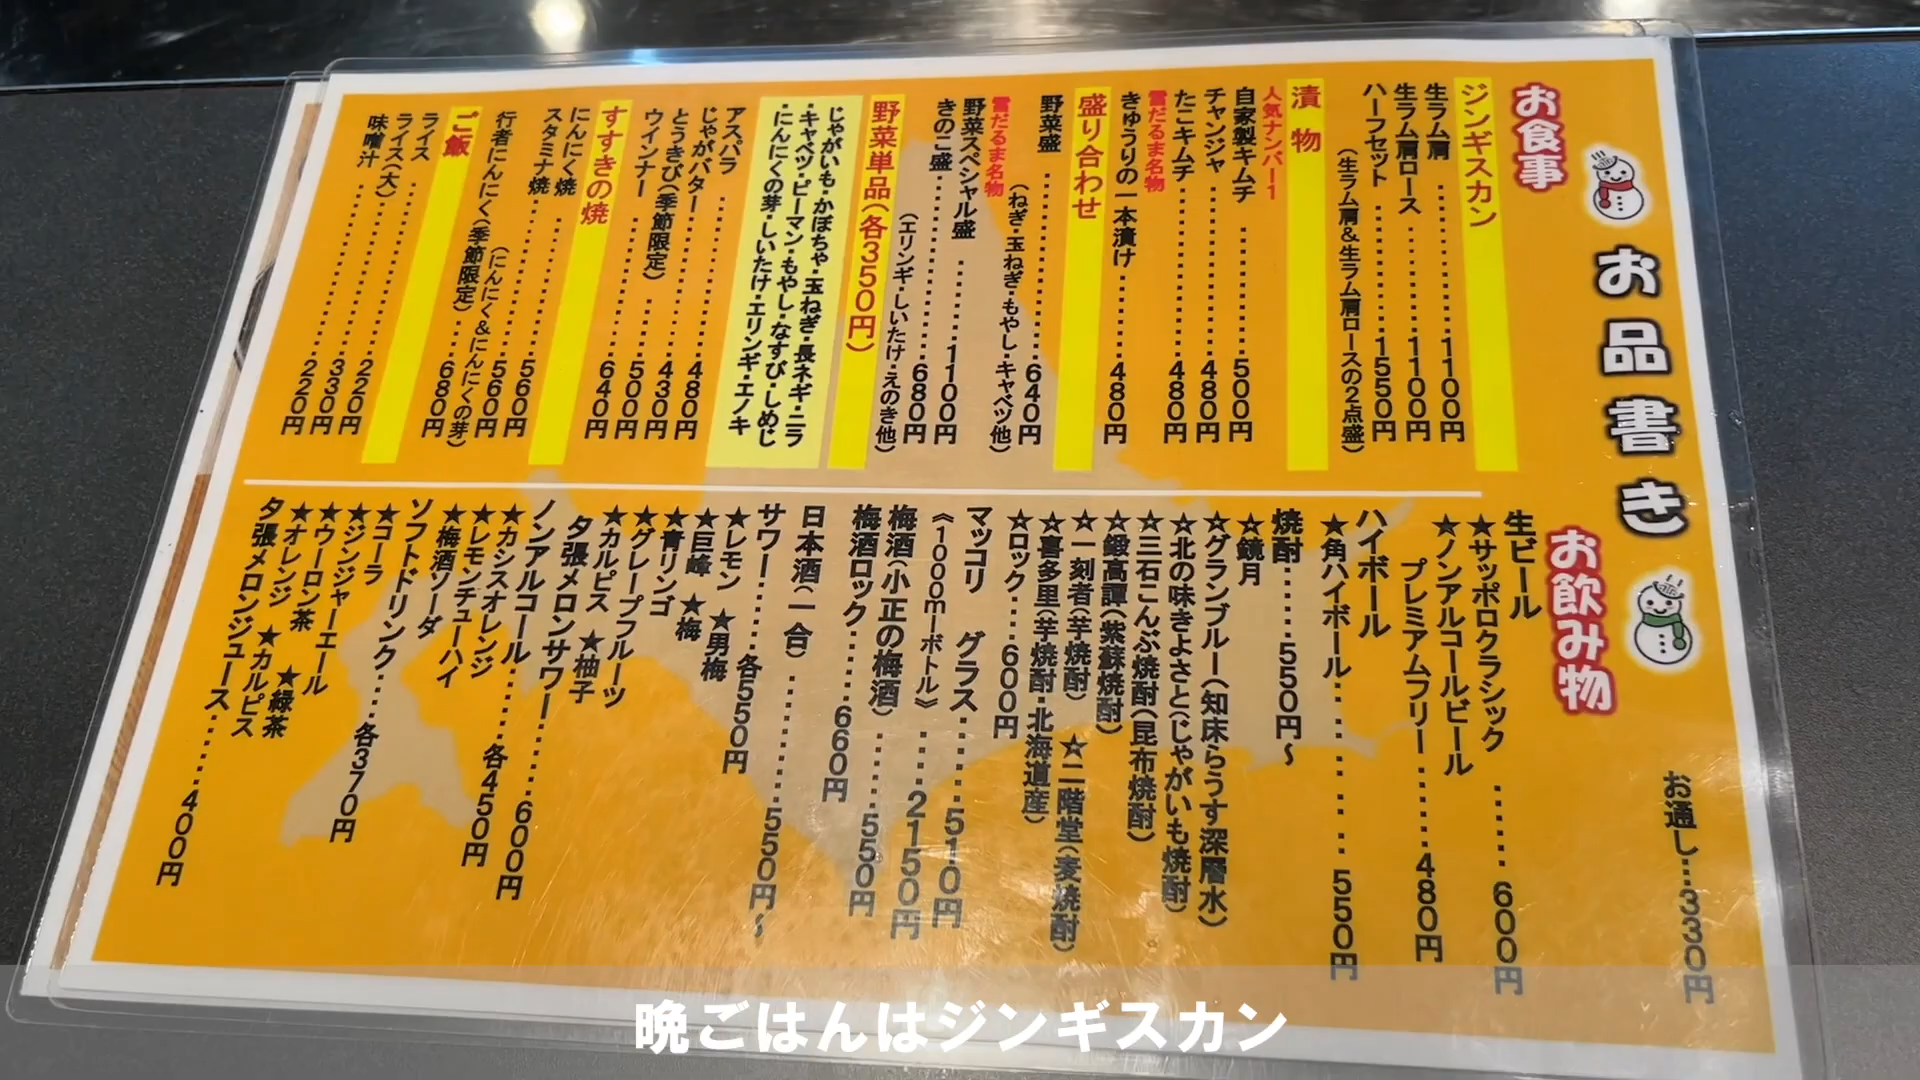 お品書き
お食事
ジンギスカン
生ラム肩‥‥‥‥‥1100円
生ラム肩ロース‥‥‥‥1100円
ハーフセット‥‥‥‥1550円
(生ラム肩&生ラム肩ロースの2点盛)
漬物
人気ナンバー1
自家製キムチ‥‥‥‥500円
チャンジャ‥‥‥‥‥480円
たこキムチ‥‥‥‥‥480円
雪だるま名物
きゅうりの一本漬け‥‥‥‥480円
盛り合わせ
野菜盛‥‥‥‥‥640円
(ねぎ・玉ねぎ・もやし・キャベツ他)
雪だるま名物
野菜スペシャル盛‥‥‥1100円
きのこ盛‥‥‥‥‥680円
(エリンギ・しいたけ・えのき他)
野菜単品(各350円)
じゃがいも・かぼちゃ・玉ねぎ・長ネギ・ニラ
・キャベツ・ピーマン・もやし・なすび・しめじ
・にんにくの芽・しいたけ・エリンギ・エノキ
アスパラ‥‥‥‥‥480円
じゃがバター‥‥‥‥430円
とうきび(季節限定)‥‥500円
ウインナー‥‥‥‥‥640円
すすきの焼
にんにく焼‥‥‥‥‥560円
スタミナ焼‥‥‥‥‥560円
(にんにく&にんにくの芽)
行者にんにく(季節限定)‥‥680円
ご飯
ライス‥‥‥‥‥220円
ライス(大)‥‥‥‥330円
味噌汁‥‥‥‥‥220円
お飲み物
お通し‥330円
生ビール
★サッポロクラシック‥‥‥600円
★ノンアルコールビール
プレミアムフリー‥‥‥480円
ハイボール
★角ハイボール‥‥‥‥550円
焼酎‥‥‥550円〜
☆鏡月
☆グランブルー(知床らうす深層水)
☆北の味きよさと(じゃがいも焼酎)
☆三石こんぶ焼酎(昆布焼酎)
☆鍛高譚(紫蘇焼酎)
☆一刻者(芋焼酎) ☆二階堂(麦焼酎)
☆喜多里(芋焼酎・北海道産)
☆ロック‥‥600円
マッコリ グラス‥‥‥510円
《1000mーボトル》‥‥2150円
梅酒(小正の梅酒)‥‥‥550円
梅酒ロック‥‥‥660円
日本酒(一合)‥‥‥‥550円〜
サワー‥‥‥各550円
★レモン ★男梅
★巨峰 ★梅
★青リンゴ
★グレープフルーツ
★カルピス ★柚子
夕張メロンサワー‥‥‥600円
ノンアルコール‥‥‥各450円
★カシスオレンジ
★レモンチューハイ
★梅酒ソーダ
ソフトドリンク‥‥各370円
★コーラ
★ジンジャーエール
★ウーロン茶 ★緑茶
★オレンジ ★カルピス
夕張メロンジュース‥‥‥400円
晩ごはんはジンギスカン